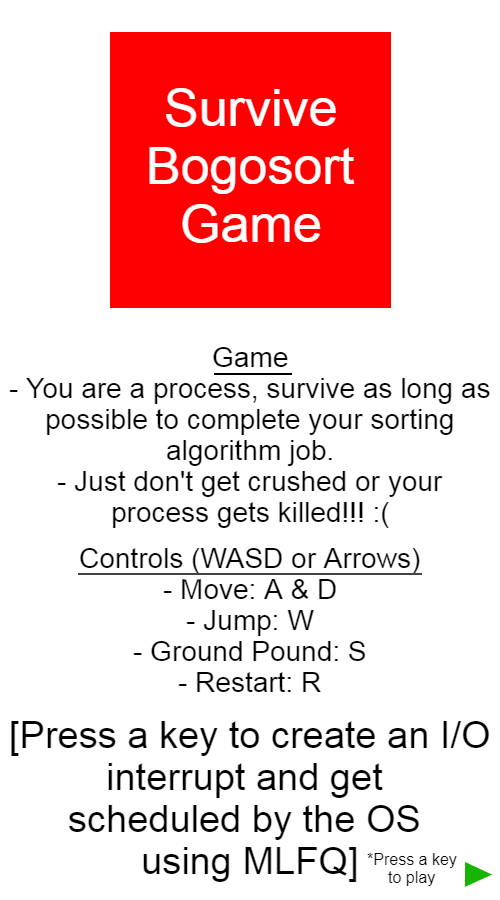 Survive
Bogosort
Game
Game
- You are a process, survive as long as
possible to complete your sorting
algorithm job.
- Just don't get crushed or your
process gets killed!!! :(
Controls (WASD or Arrows)
- Move: A & D
- Jump: W
- Ground Pound: S
- Restart: R
[Press a key to create an I/O
interrupt and get
scheduled by the OS
using MLFQ]
*Press a key
to play